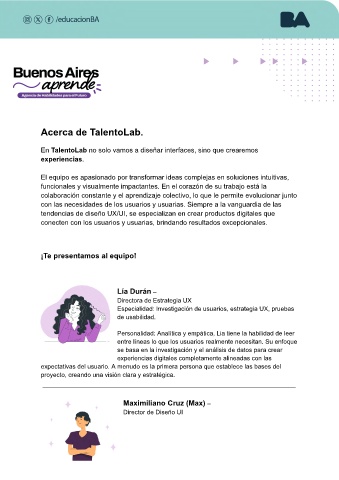 /educacionBA
BA
Buenos Aires
aprende
Agencia de Habilidades para el Futuro
Acerca de TalentoLab.
En TalentoLab no solo vamos a diseñar interfaces, sino que crearemos
experiencias.
El equipo es apasionado por transformar ideas complejas en soluciones intuitivas,
funcionales y visualmente impactantes. En el corazón de su trabajo está la
colaboración constante y el aprendizaje colectivo, lo que le permite evolucionar junto
con las necesidades de los usuarios y usuarias. Siempre a la vanguardia de las
tendencias de diseño UX/UI, se especializan en crear productos digitales que
conecten con los usuarios y usuarias, brindando resultados excepcionales.
¡Te presentamos al equipo!
Lía Durán –
Directora de Estrategia UX
Especialidad: Investigación de usuarios, estrategia UX, pruebas
de usabilidad.
Personalidad: Analítica y empática. Lía tiene la habilidad de leer
entre líneas lo que los usuarios realmente necesitan. Su enfoque
se basa en la investigación y el análisis de datos para crear
experiencias digitales completamente alineadas con las
expectativas del usuario. A menudo es la primera persona que establece las bases del
proyecto, creando una visión clara y estratégica.
Maximiliano Cruz (Max) –
Director de Diseño UI